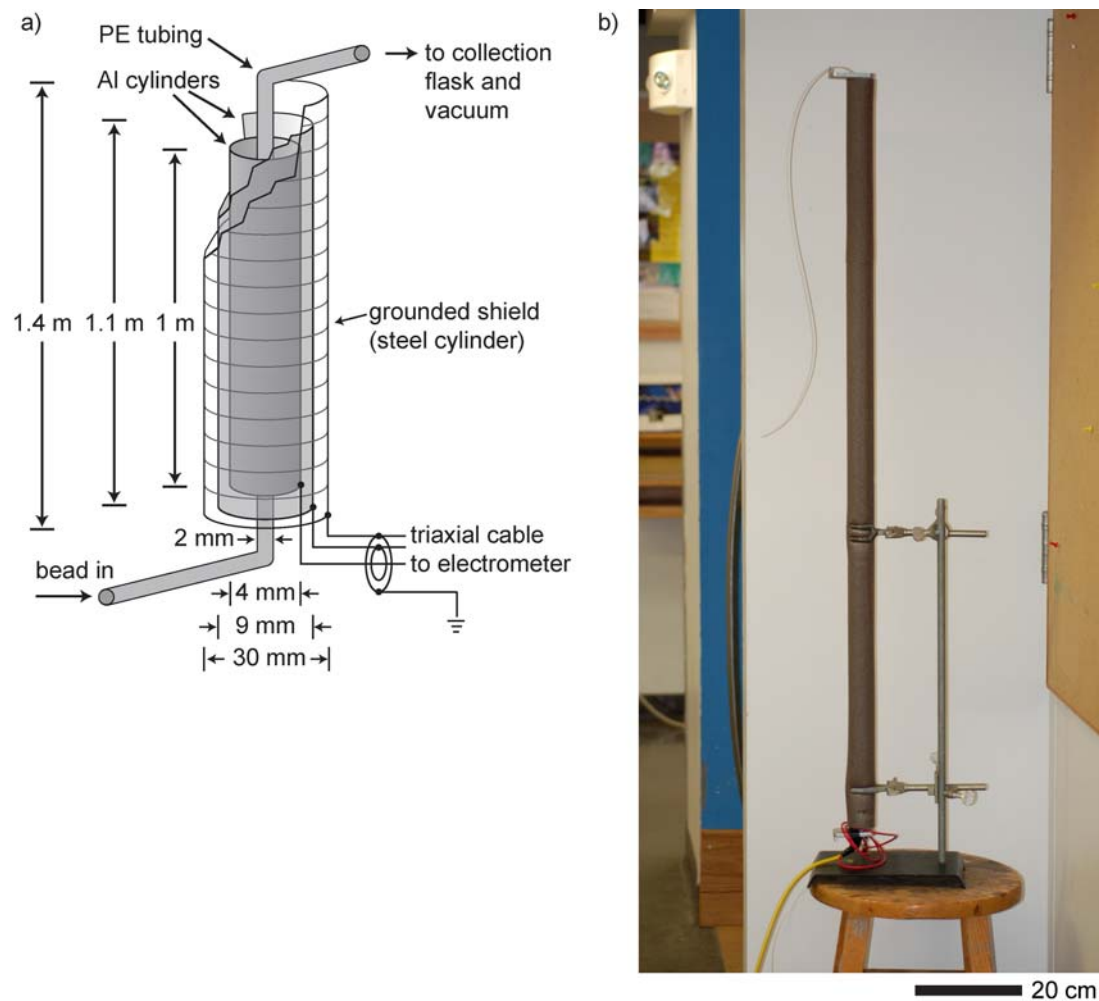 a)
PE tubing
Al cylinders
to collection
flask and
vacuum
1.4 m
1.1 m
1 m
grounded shield
(steel cylinder)
2 mm
triaxial cable
to electrometer
bead in
4 mm
9 mm
30 mm
b)
20 cm